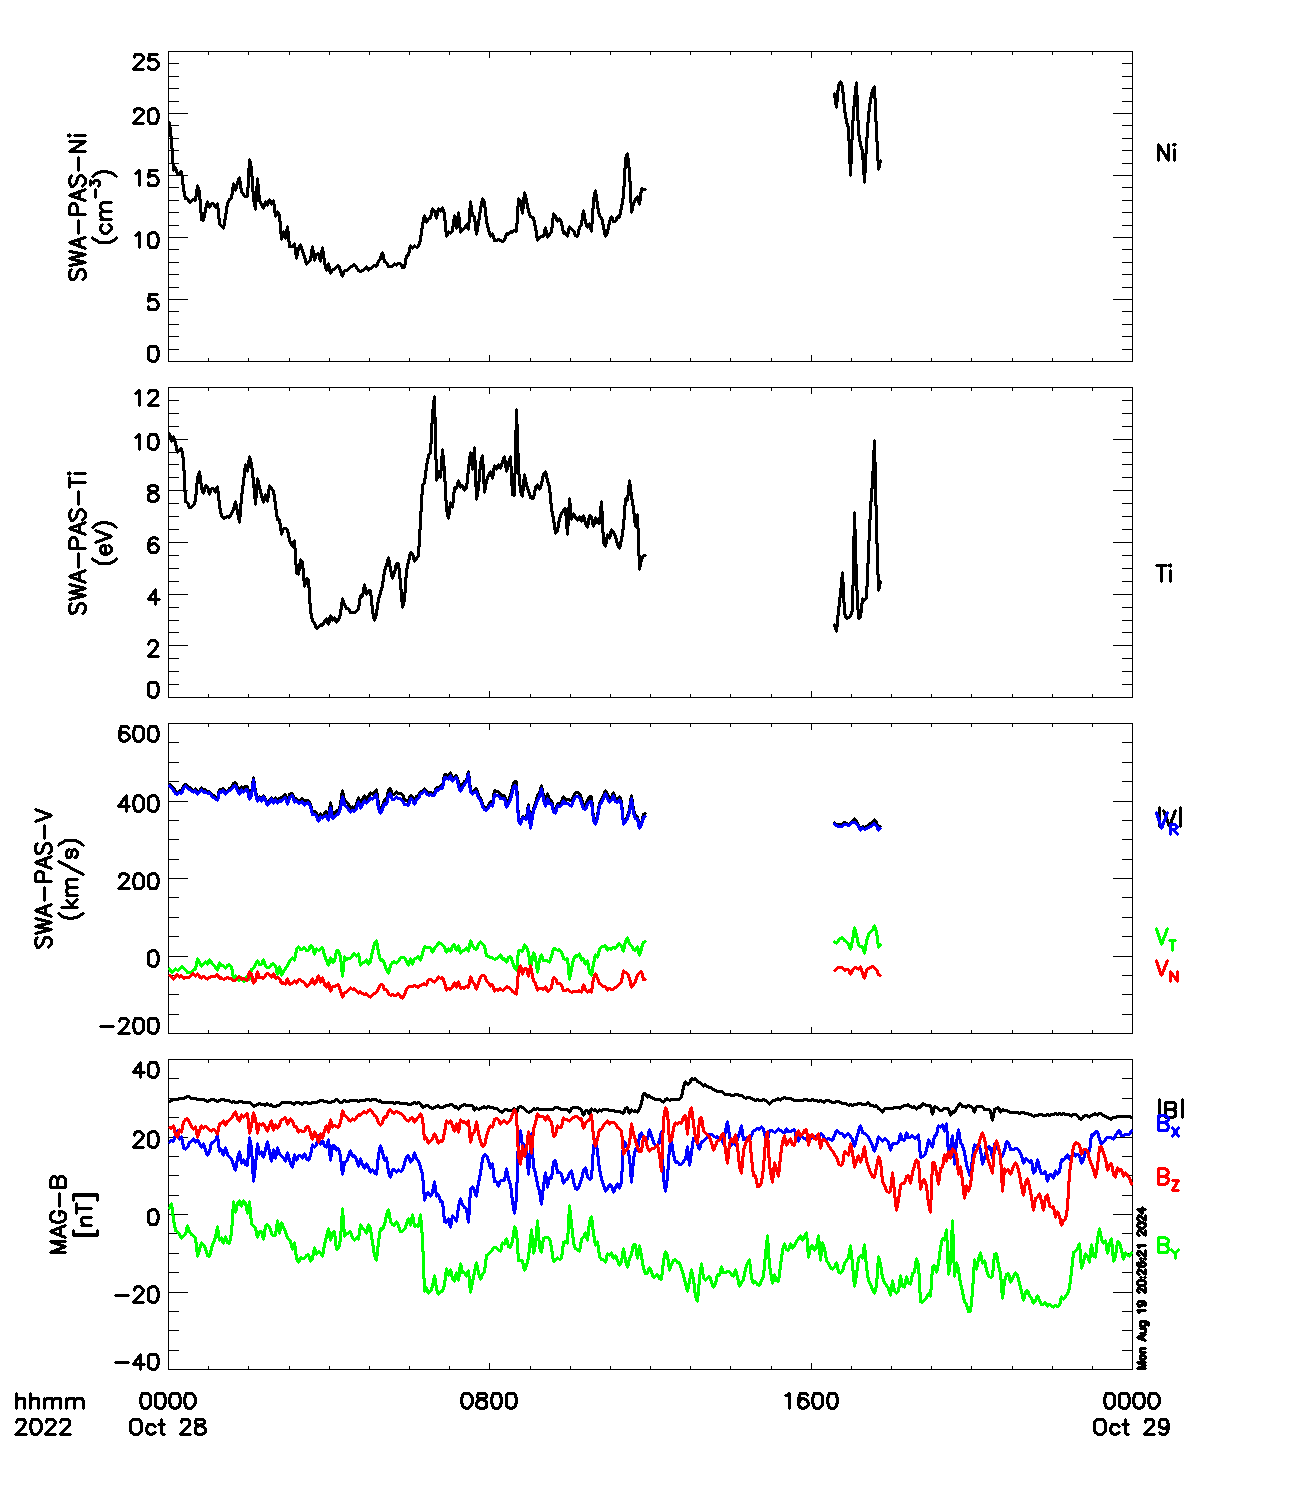 25
20
15
10
5
0
SWA-PAS-Ni
(cm⁻³)
Ni
12
10
8
6
4
2
0
SWA-PAS-Ti
(eV)
Ti
600
400
200
0
-200
SWA-PAS-V
(km/s)
|V|
V_R
V_T
V_N
40
20
0
-20
-40
MAG-B
[nT]
|B|
B_X
B_Z
B_Y
Mon Aug 19 20:26:21 2024
hhmm 0000 0800 1600 0000
2022 Oct 28 Oct 29